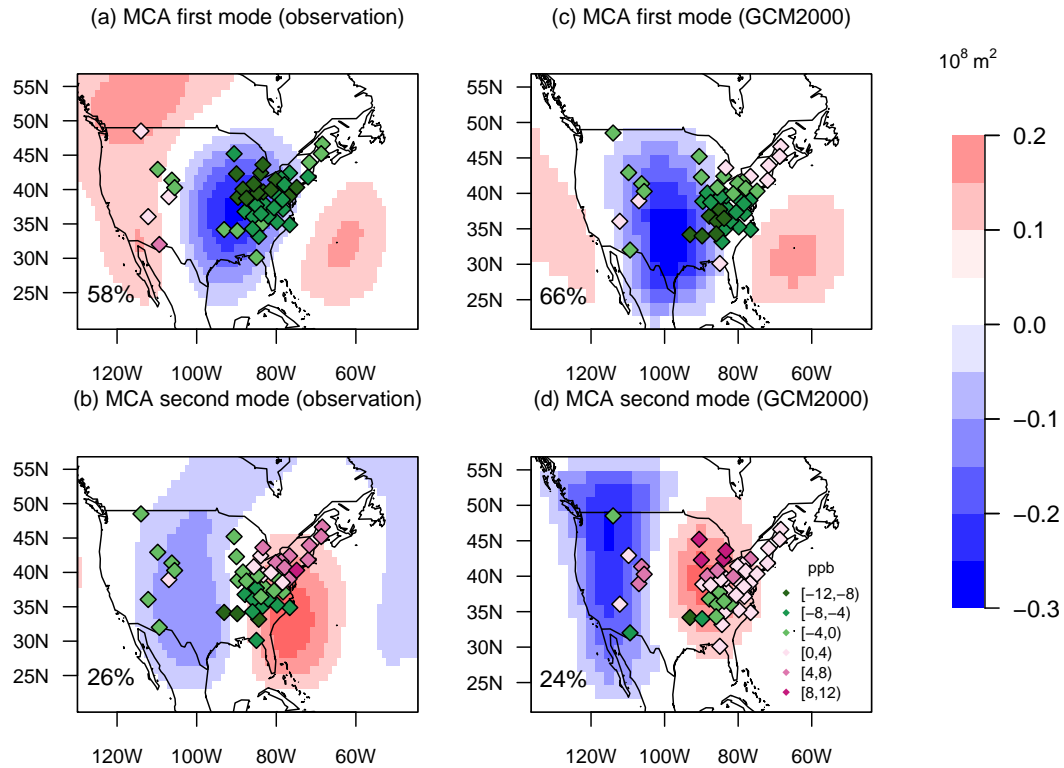 (a) MCA first mode (observation)
55N
50N
45N
40N
35N
30N
25N
58%
120W 100W 80W 60W
(c) MCA first mode (GCM2000)
55N
50N
45N
40N
35N
30N
25N
66%
120W 100W 80W 60W
(b) MCA second mode (observation)
55N
50N
45N
40N
35N
30N
25N
26%
120W 100W 80W 60W
(d) MCA second mode (GCM2000)
55N
50N
45N
40N
35N
30N
25N
24%
ppb
[−12,−8)
[−8,−4)
[−4,0)
[0,4)
[4,8)
[8,12)
120W 100W 80W 60W
10⁸ m²
0.2
0.1
0.0
−0.1
−0.2
−0.3